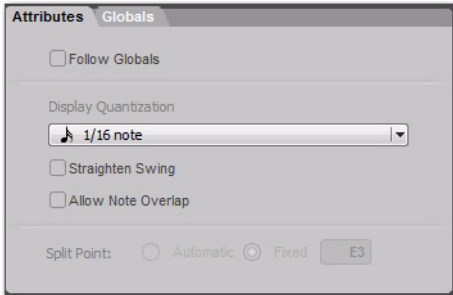 Attributes Globals
Follow Globals
Display Quantization
1/16 note
Straighten Swing
Allow Note Overlap
Split Point: Automatic Fixed E3